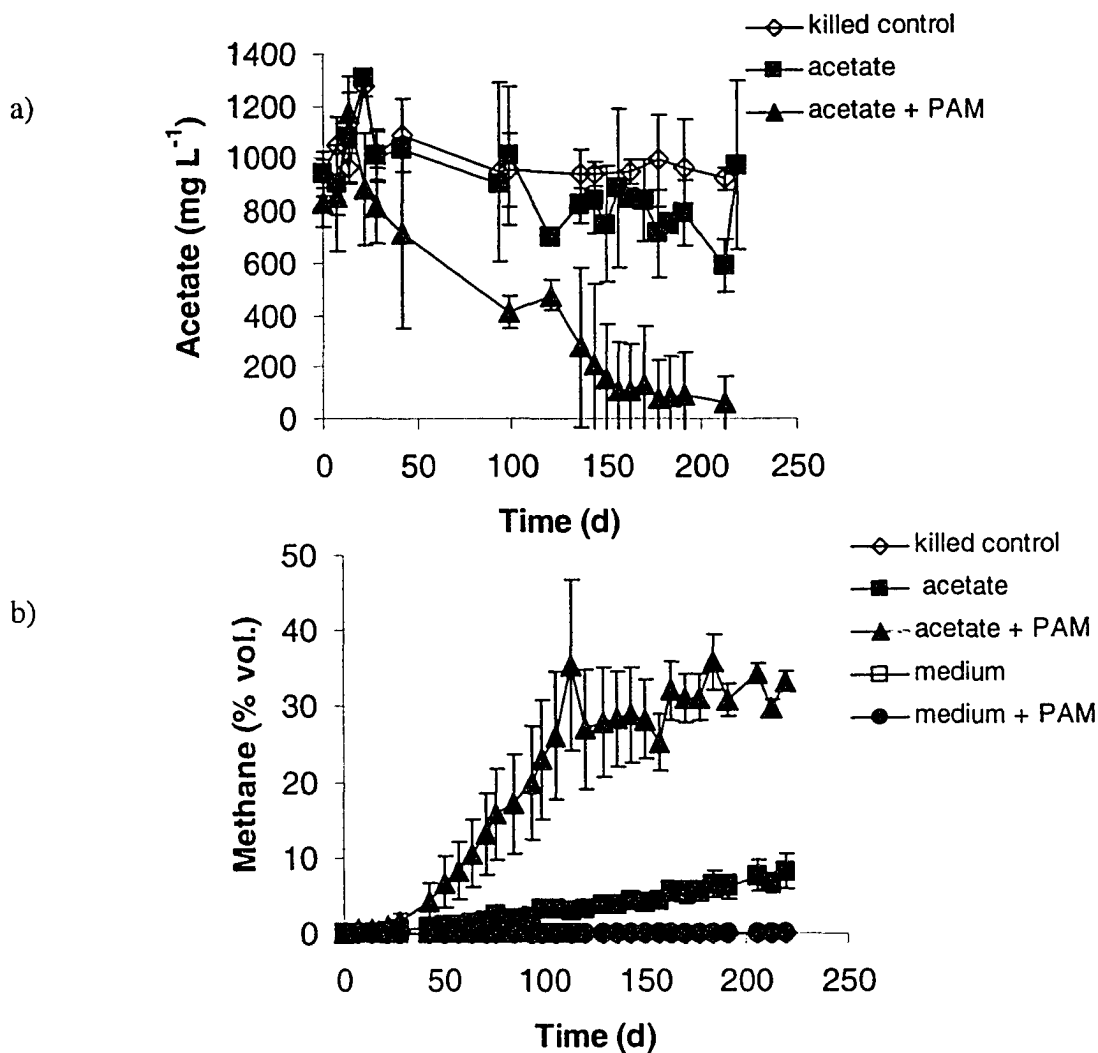 a)
killed control
acetate
acetate + PAM
Acetate (mg L⁻¹)
1400
1200
1000
800
600
400
200
0
0 50 100 150 200 250
Time (d)
b)
killed control
acetate
acetate + PAM
medium
medium + PAM
Methane (% vol.)
50
40
30
20
10
0
0 50 100 150 200 250
Time (d)